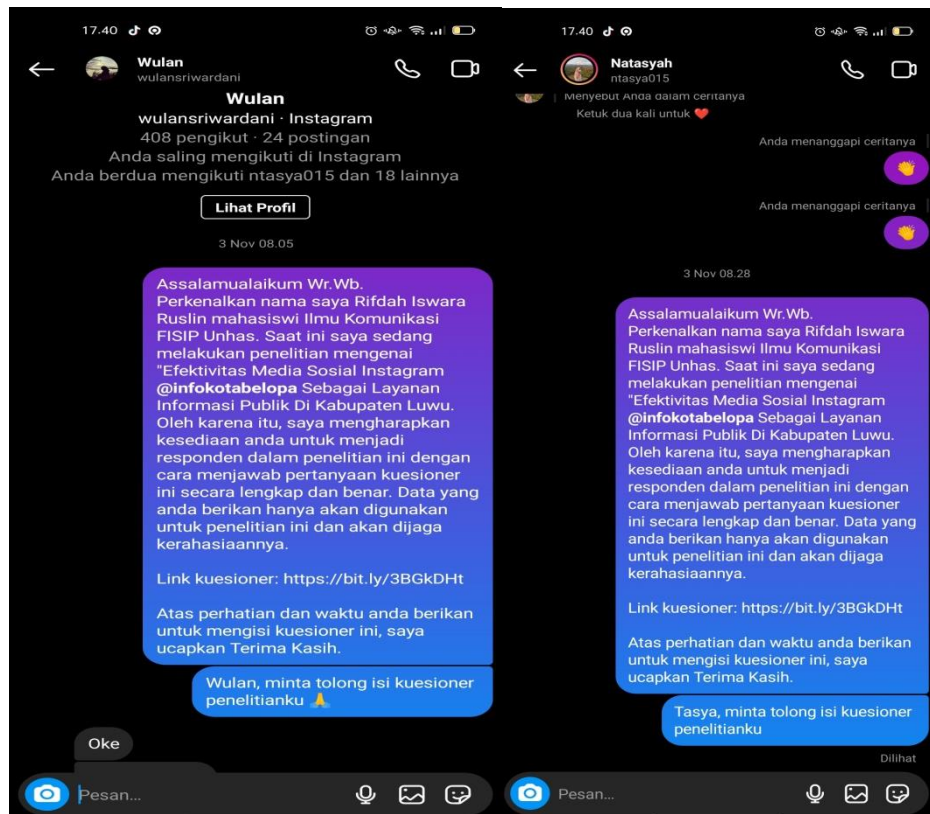 17.40
Wulan
wulansriwardani
Wulan
wulansriwardani · Instagram
408 pengikut · 24 postingan
Anda saling mengikuti di Instagram
Anda berdua mengikuti ntasya015 dan 18 lainnya
Lihat Profil
3 Nov 08.05
Assalamualaikum Wr.Wb.
Perkenalkan nama saya Rifdah Iswara
Ruslin mahasiswi Ilmu Komunikasi
FISIP Unhas. Saat ini saya sedang
melakukan penelitian mengenai
"Efektivitas Media Sosial Instagram
@infokotabelopa Sebagai Layanan
Informasi Publik Di Kabupaten Luwu.
Oleh karena itu, saya mengharapkan
kesediaan anda untuk menjadi
responden dalam penelitian ini dengan
cara menjawab pertanyaan kuesioner
ini secara lengkap dan benar. Data yang
anda berikan hanya akan digunakan
untuk penelitian ini dan akan dijaga
kerahasiaannya.
Link kuesioner: https://bit.ly/3BGkDHt
Atas perhatian dan waktu anda berikan
untuk mengisi kuesioner ini, saya
ucapkan Terima Kasih.
Wulan, minta tolong isi kuesioner
penelitianku 🙏
Oke
Pesan...
17.40
Natasyah
ntasya015
Menyebut Anda dalam ceritanya
Ketuk dua kali untuk ❤️
Anda menanggapi ceritanya
👏
Anda menanggapi ceritanya
👏
3 Nov 08.28
Assalamualaikum Wr.Wb.
Perkenalkan nama saya Rifdah Iswara
Ruslin mahasiswi Ilmu Komunikasi
FISIP Unhas. Saat ini saya sedang
melakukan penelitian mengenai
"Efektivitas Media Sosial Instagram
@infokotabelopa Sebagai Layanan
Informasi Publik Di Kabupaten Luwu.
Oleh karena itu, saya mengharapkan
kesediaan anda untuk menjadi
responden dalam penelitian ini dengan
cara menjawab pertanyaan kuesioner
ini secara lengkap dan benar. Data yang
anda berikan hanya akan digunakan
untuk penelitian ini dan akan dijaga
kerahasiaannya.
Link kuesioner: https://bit.ly/3BGkDHt
Atas perhatian dan waktu anda berikan
untuk mengisi kuesioner ini, saya
ucapkan Terima Kasih.
Tasya, minta tolong isi kuesioner
penelitianku
Dilihat
Pesan...